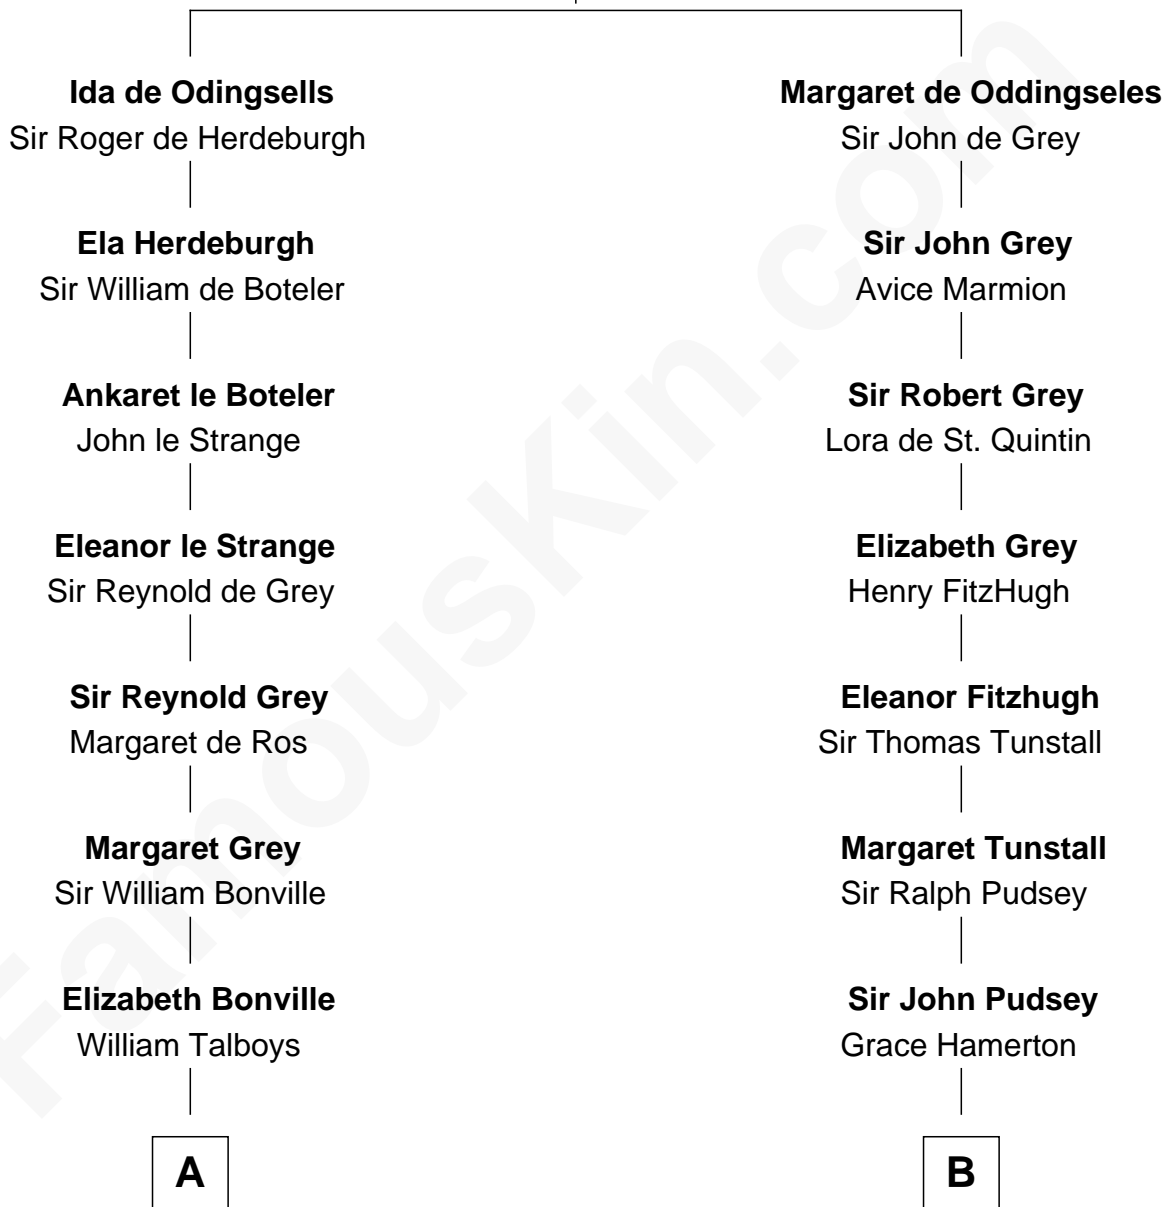 Ida de Odingsells
Sir Roger de Herdeburgh
Margaret de Oddingseles
Sir John de Grey
Ela Herdeburgh
Sir William de Boteler
Sir John Grey
Avice Marmion
Ankaret le Boteler
John le Strange
Sir Robert Grey
Lora de St. Quintin
Eleanor le Strange
Sir Reynold de Grey
Elizabeth Grey
Henry FitzHugh
Sir Reynold Grey
Margaret de Ros
Eleanor Fitzhugh
Sir Thomas Tunstall
Margaret Grey
Sir William Bonville
Margaret Tunstall
Sir Ralph Pudsey
Elizabeth Bonville
William Talboys
Sir John Pudsey
Grace Hamerton
A
B
FamousKin.com